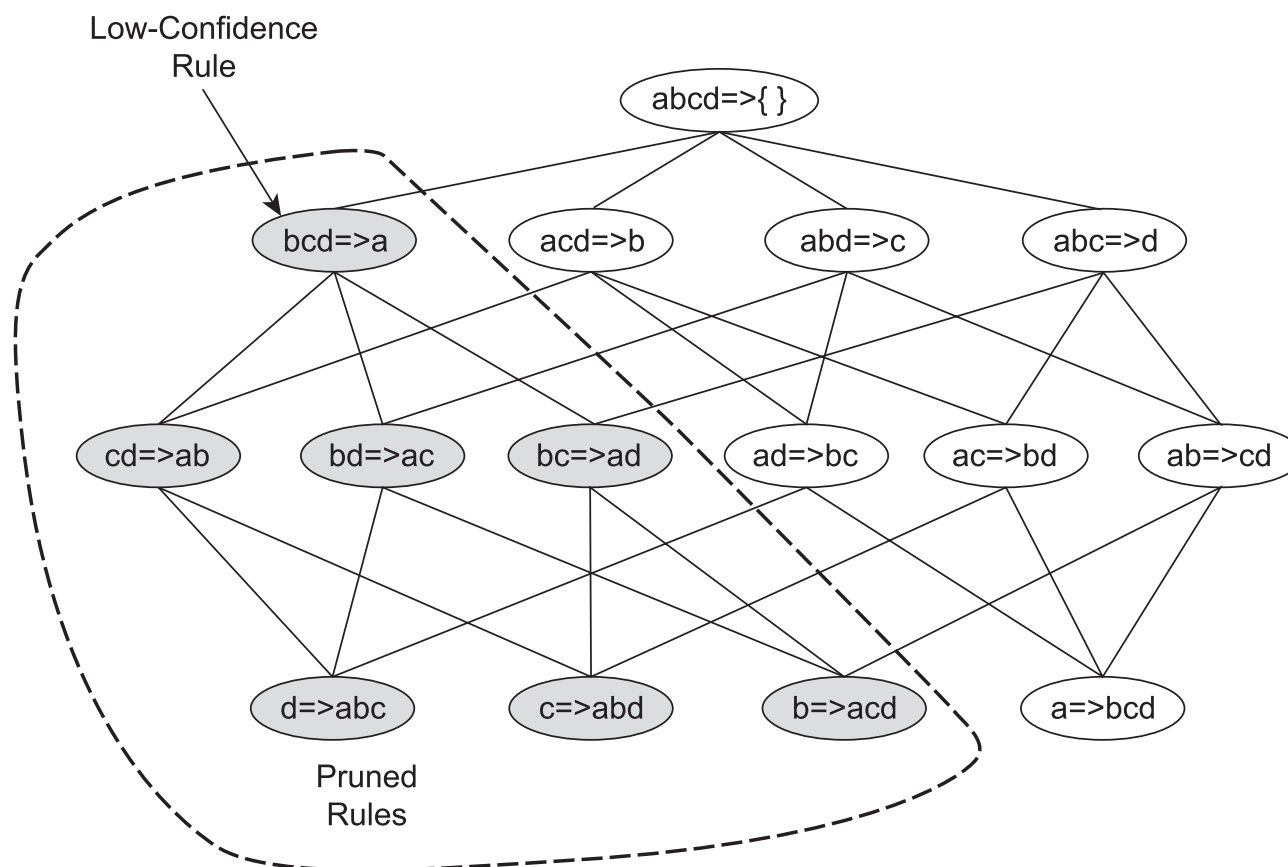 Low-Confidence
Rule
abcd=>{ }
bcd=>a
acd=>b
abd=>c
abc=>d
cd=>ab
bd=>ac
bc=>ad
ad=>bc
ac=>bd
ab=>cd
d=>abc
c=>abd
b=>acd
a=>bcd
Pruned
Rules